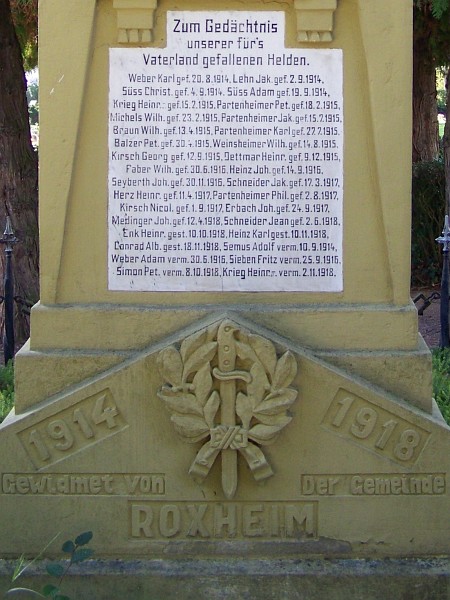 Zum Gedächtnis
unserer für's
Vaterland gefallenen Helden.
Weber Karl gef. 20.8.1914, Lehn Jak. gef. 2.9.1914,
Süss Christ. gef. 4.9.1914, Süss Adam gef. 19.9.1914,
Krieg Heinr. gef. 15.2.1915, Partenheimer Pet. gef. 18.2.1915,
Michels Wilh. gef. 23.2.1915, Partenheimer Jak. gef. 15.2.1915,
Braun Wilh. gef. 13.4.1915, Partenheimer Karl gef. 27.7.1915,
Balzer Pet. gef. 30.4.1915, Weinsheimer Wilh. gef. 14.8.1915,
Kirsch Georg gef. 12.9.1915, Dettmar Heinr. gef. 9.12.1915,
Faber Wilh. gef. 30.6.1916, Heinz Joh. gef. 14.9.1916,
Seyberth Joh. gef. 30.11.1916, Schneider Jak. gef. 17.3.1917,
Herz Heinr. gef. 11.4.1917, Partenheimer Phil. gef. 2.8.1917,
Kirsch Nicol. gef. 1.9.1917, Erbach Joh. gef. 24.9.1917,
Metzinger Joh. gef. 12.4.1918, Schneider Jean gef. 2.6.1918,
Enk Heinr. gest. 10.10.1918, Heinz Karl gest. 10.11.1918,
Conrad Alb. gest. 18.11.1918, Semus Adolf verm. 10.9.1914,
Weber Adam verm. 30.6.1916, Sieben Fritz verm. 25.9.1916,
Simon Pet. verm. 8.10.1918, Krieg Heinr. verm. 2.11.1918.
1914 1918
Gewidmet von Der Gemeinde
ROXHEIM